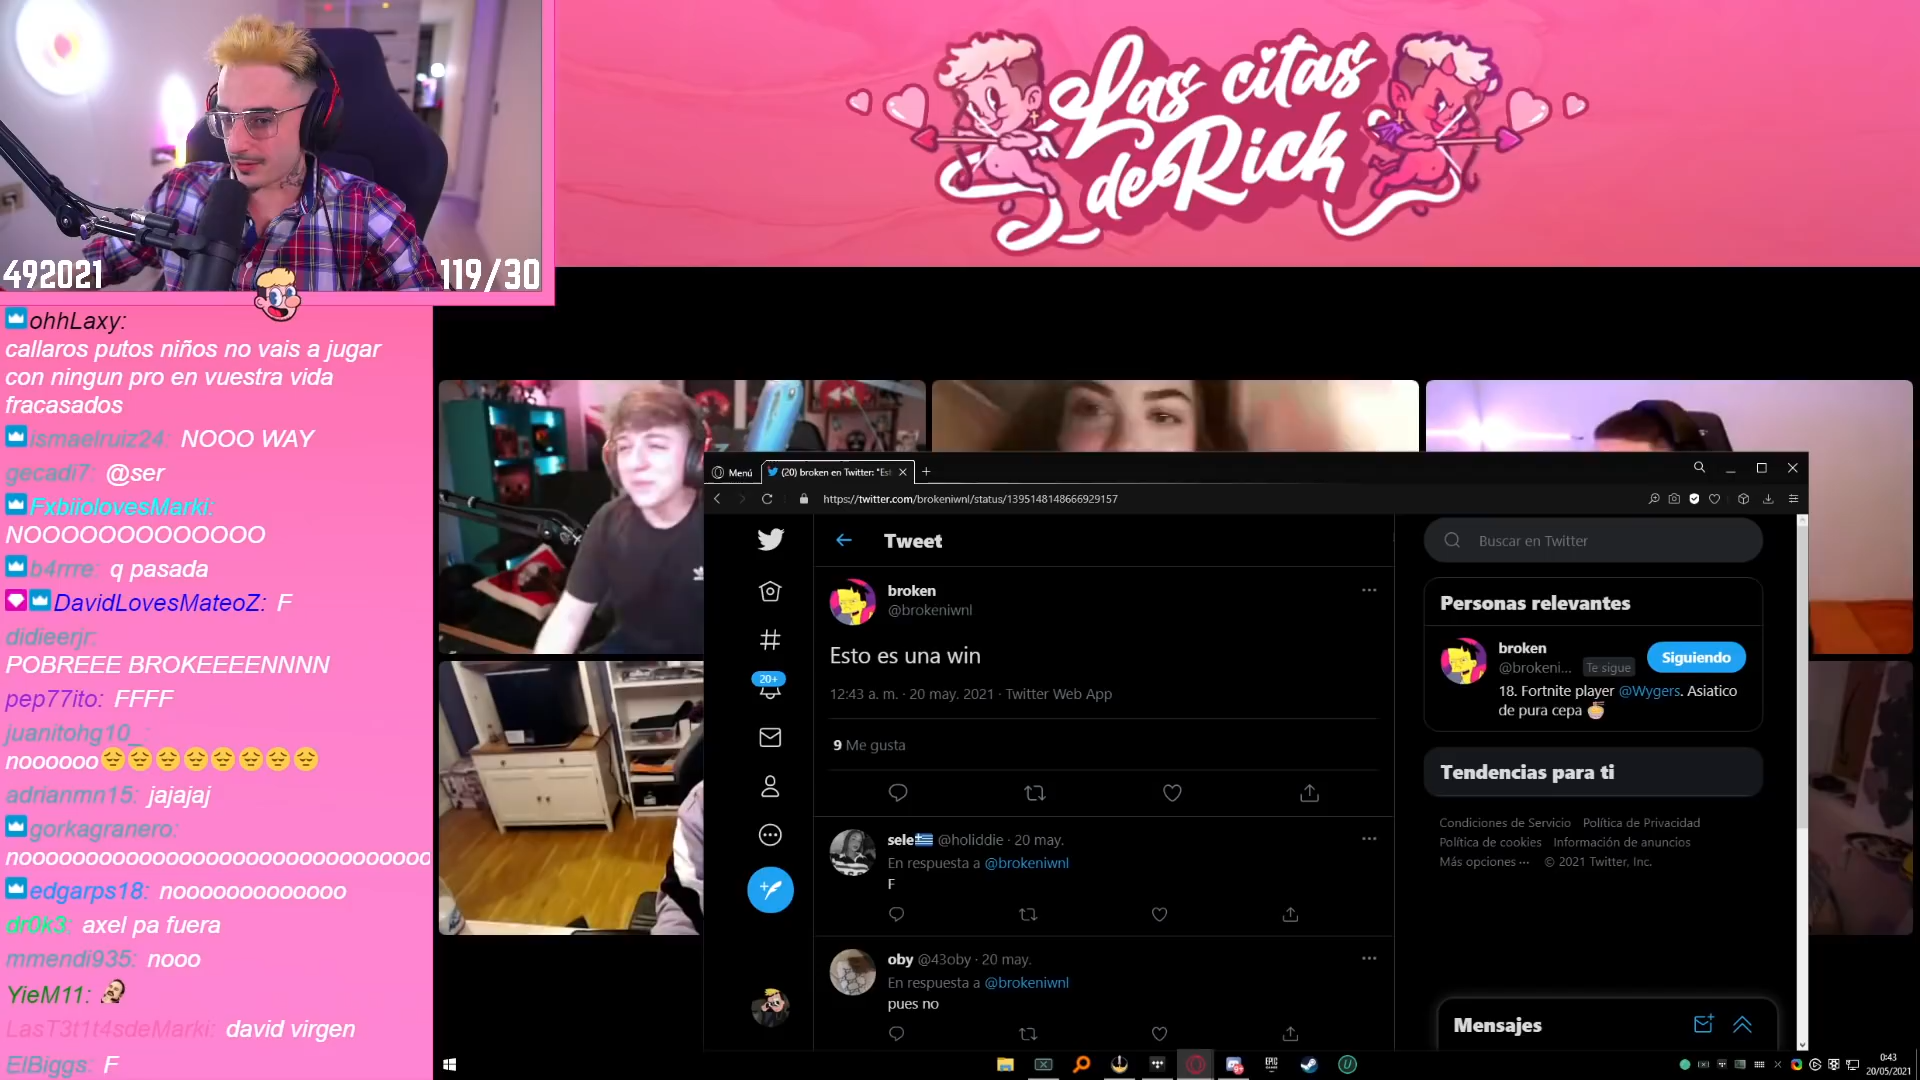 Las citas
de Rick
492021
119/30
ohhLaxy:
callaros putos niños no vais a jugar
con ningun pro en vuestra vida
fracasados
ismaelruiz24: NOOO WAY
gecadi7: @ser
FxbiiolovesMarki:
NOOOOOOOOOOOOO
b4rrre: q pasada
DavidLovesMateoZ: F
didieerjr:
POBREEE BROKEEEENNNN
pep77ito: FFFF
juanitohg10_:
noooooo😔😔😔😔😔😔😔😔
adrianmn15: jajajaj
gorkagranero:
nooooooooooooooooooooooooooooooo
edgarps18: nooooooooooooo
dr0k3: axel pa fuera
mmendi935: nooo
YieM11:
LasT3t1t4sdeMarki: david virgen
ElBiggs: F
Menú
(20) broken en Twitter: "Est
https://twitter.com/brokeniwnl/status/1395148148666929157
Tweet
broken
@brokeniwnl
Esto es una win
12:43 a. m. · 20 may. 2021 · Twitter Web App
9 Me gusta
20+
sele🇬🇷 @holiddie · 20 may.
En respuesta a @brokeniwnl
F
oby @43oby · 20 may.
En respuesta a @brokeniwnl
pues no
Buscar en Twitter
Personas relevantes
broken
@brokeni... Te sigue
Siguiendo
18. Fortnite player @Wygers. Asiatico
de pura cepa 🍜
Tendencias para ti
Condiciones de Servicio Política de Privacidad
Política de cookies Información de anuncios
Más opciones ··· © 2021 Twitter, Inc.
Mensajes
EPIC
9+
0:43
20/05/2021